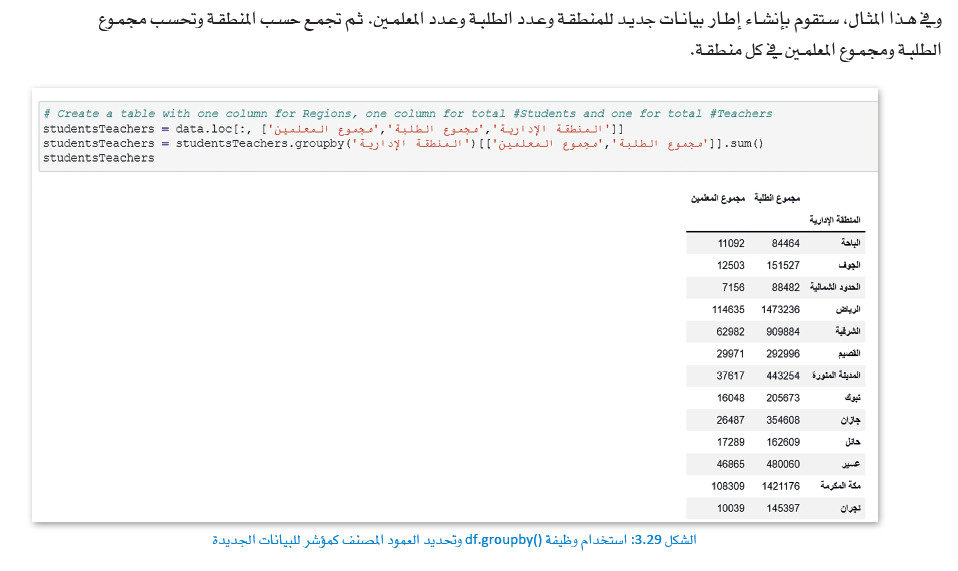 وفي هذا المثال، ستقوم بإنشاء إطار بيانات جديد للمنطقة وعدد الطلبة وعدد المعلمين. ثم تجمع حسب المنطقة وتحسب مجموع
الطلبة ومجموع المعلمين في كل منطقة.
# Create a table with one column for Regions, one column for total #Students and one for total #Teachers
studentsTeachers = data.loc[:, ['المنطقة الإدارية','مجموع الطلبة','مجموع المعلمين']]
studentsTeachers = studentsTeachers.groupby('المنطقة الإدارية')[['مجموع الطلبة','مجموع المعلمين']].sum()
studentsTeachers
مجموع الطلبة مجموع المعلمين
المنطقة الإدارية
الباحة 84464 11092
الجوف 151527 12503
الحدود الشمالية 88482 7156
الرياض 1473236 114635
الشرقية 909884 62982
القصيم 292996 29971
المدينة المنورة 443254 37617
تبوك 205673 16048
جازان 354608 26487
حائل 162609 17289
عسير 480060 46865
مكة المكرمة 1421176 108309
نجران 145397 10039
الشكل 3.29: استخدام وظيفة df.groupby() وتحديد العمود المصنف كمؤشر للبيانات الجديدة